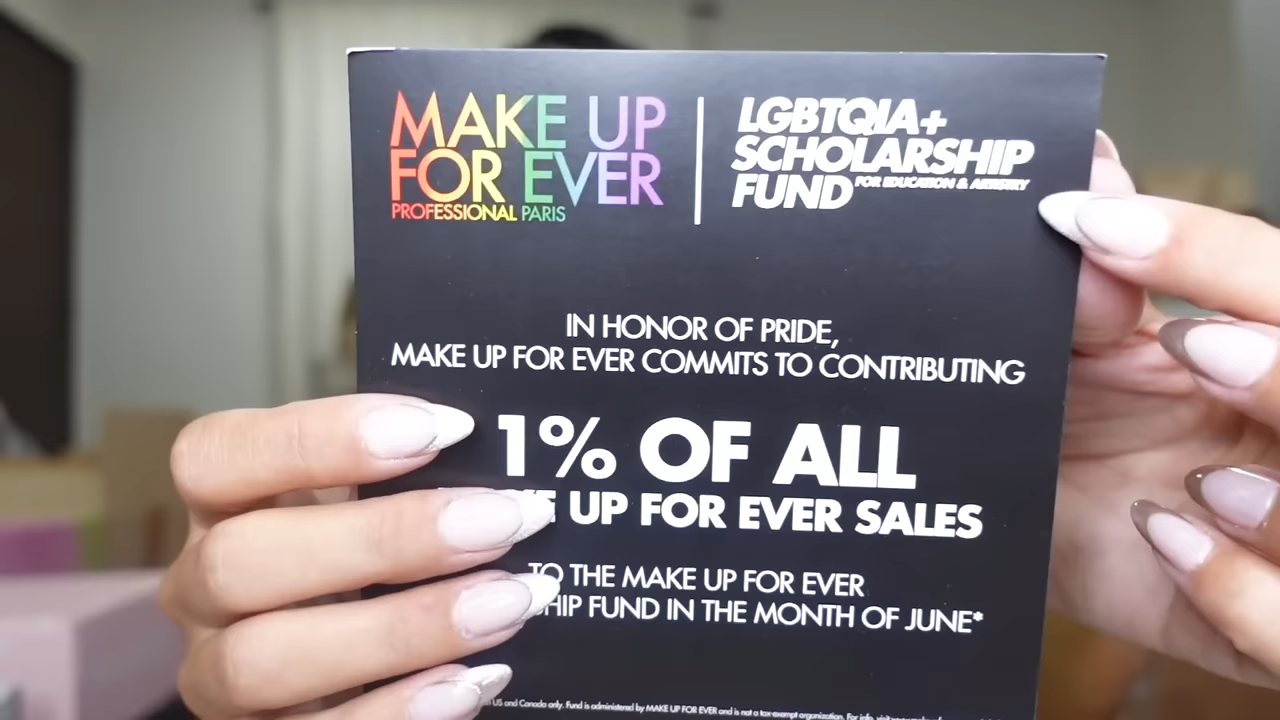 MAKE UP
FOR EVER
PROFESSIONAL PARIS
LGBTQIA+
SCHOLARSHIP
FUND FOR EDUCATION & ARTISTRY
IN HONOR OF PRIDE,
MAKE UP FOR EVER COMMITS TO CONTRIBUTING
1% OF ALL
UP FOR EVER SALES
TO THE MAKE UP FOR EVER
FUND IN THE MONTH OF JUNE*
US and Canada only. Fund is administered by MAKE UP FOR EVER and is not a tax-exempt organization. For info,